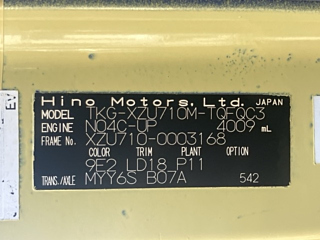 Hino Motors, Ltd. JAPAN
MODEL TKG-XZU710M-TQFQC3
ENGINE N04C-UP 4009 mL
FRAME No. XZU710-0003168
COLOR TRIM PLANT OPTION
9E2 LD18 P11
TRANS./AXLE MYY6S B07A 542